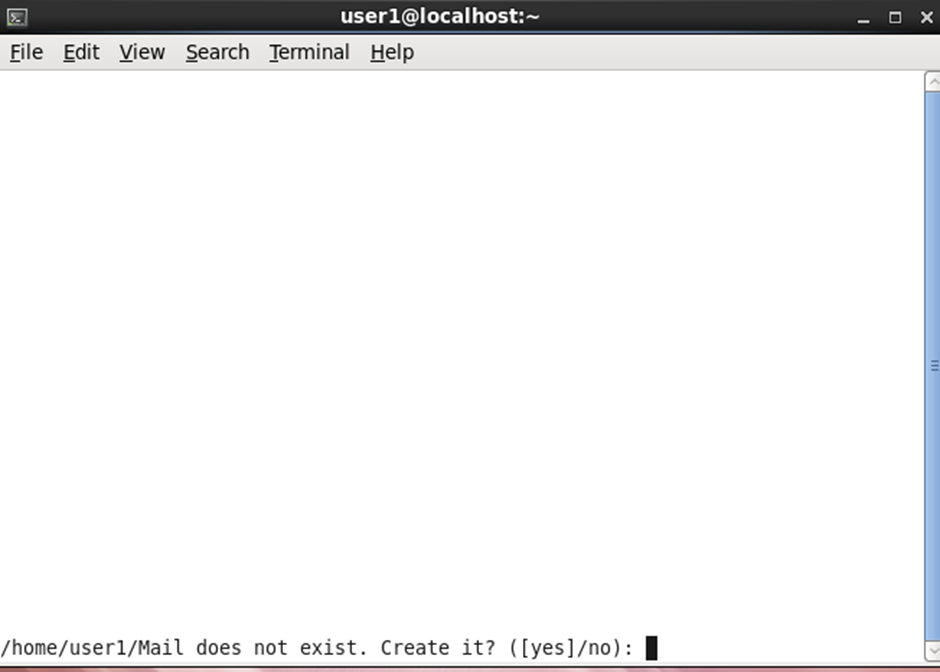 user1@localhost:~
File Edit View Search Terminal Help
/home/user1/Mail does not exist. Create it? ([yes]/no):